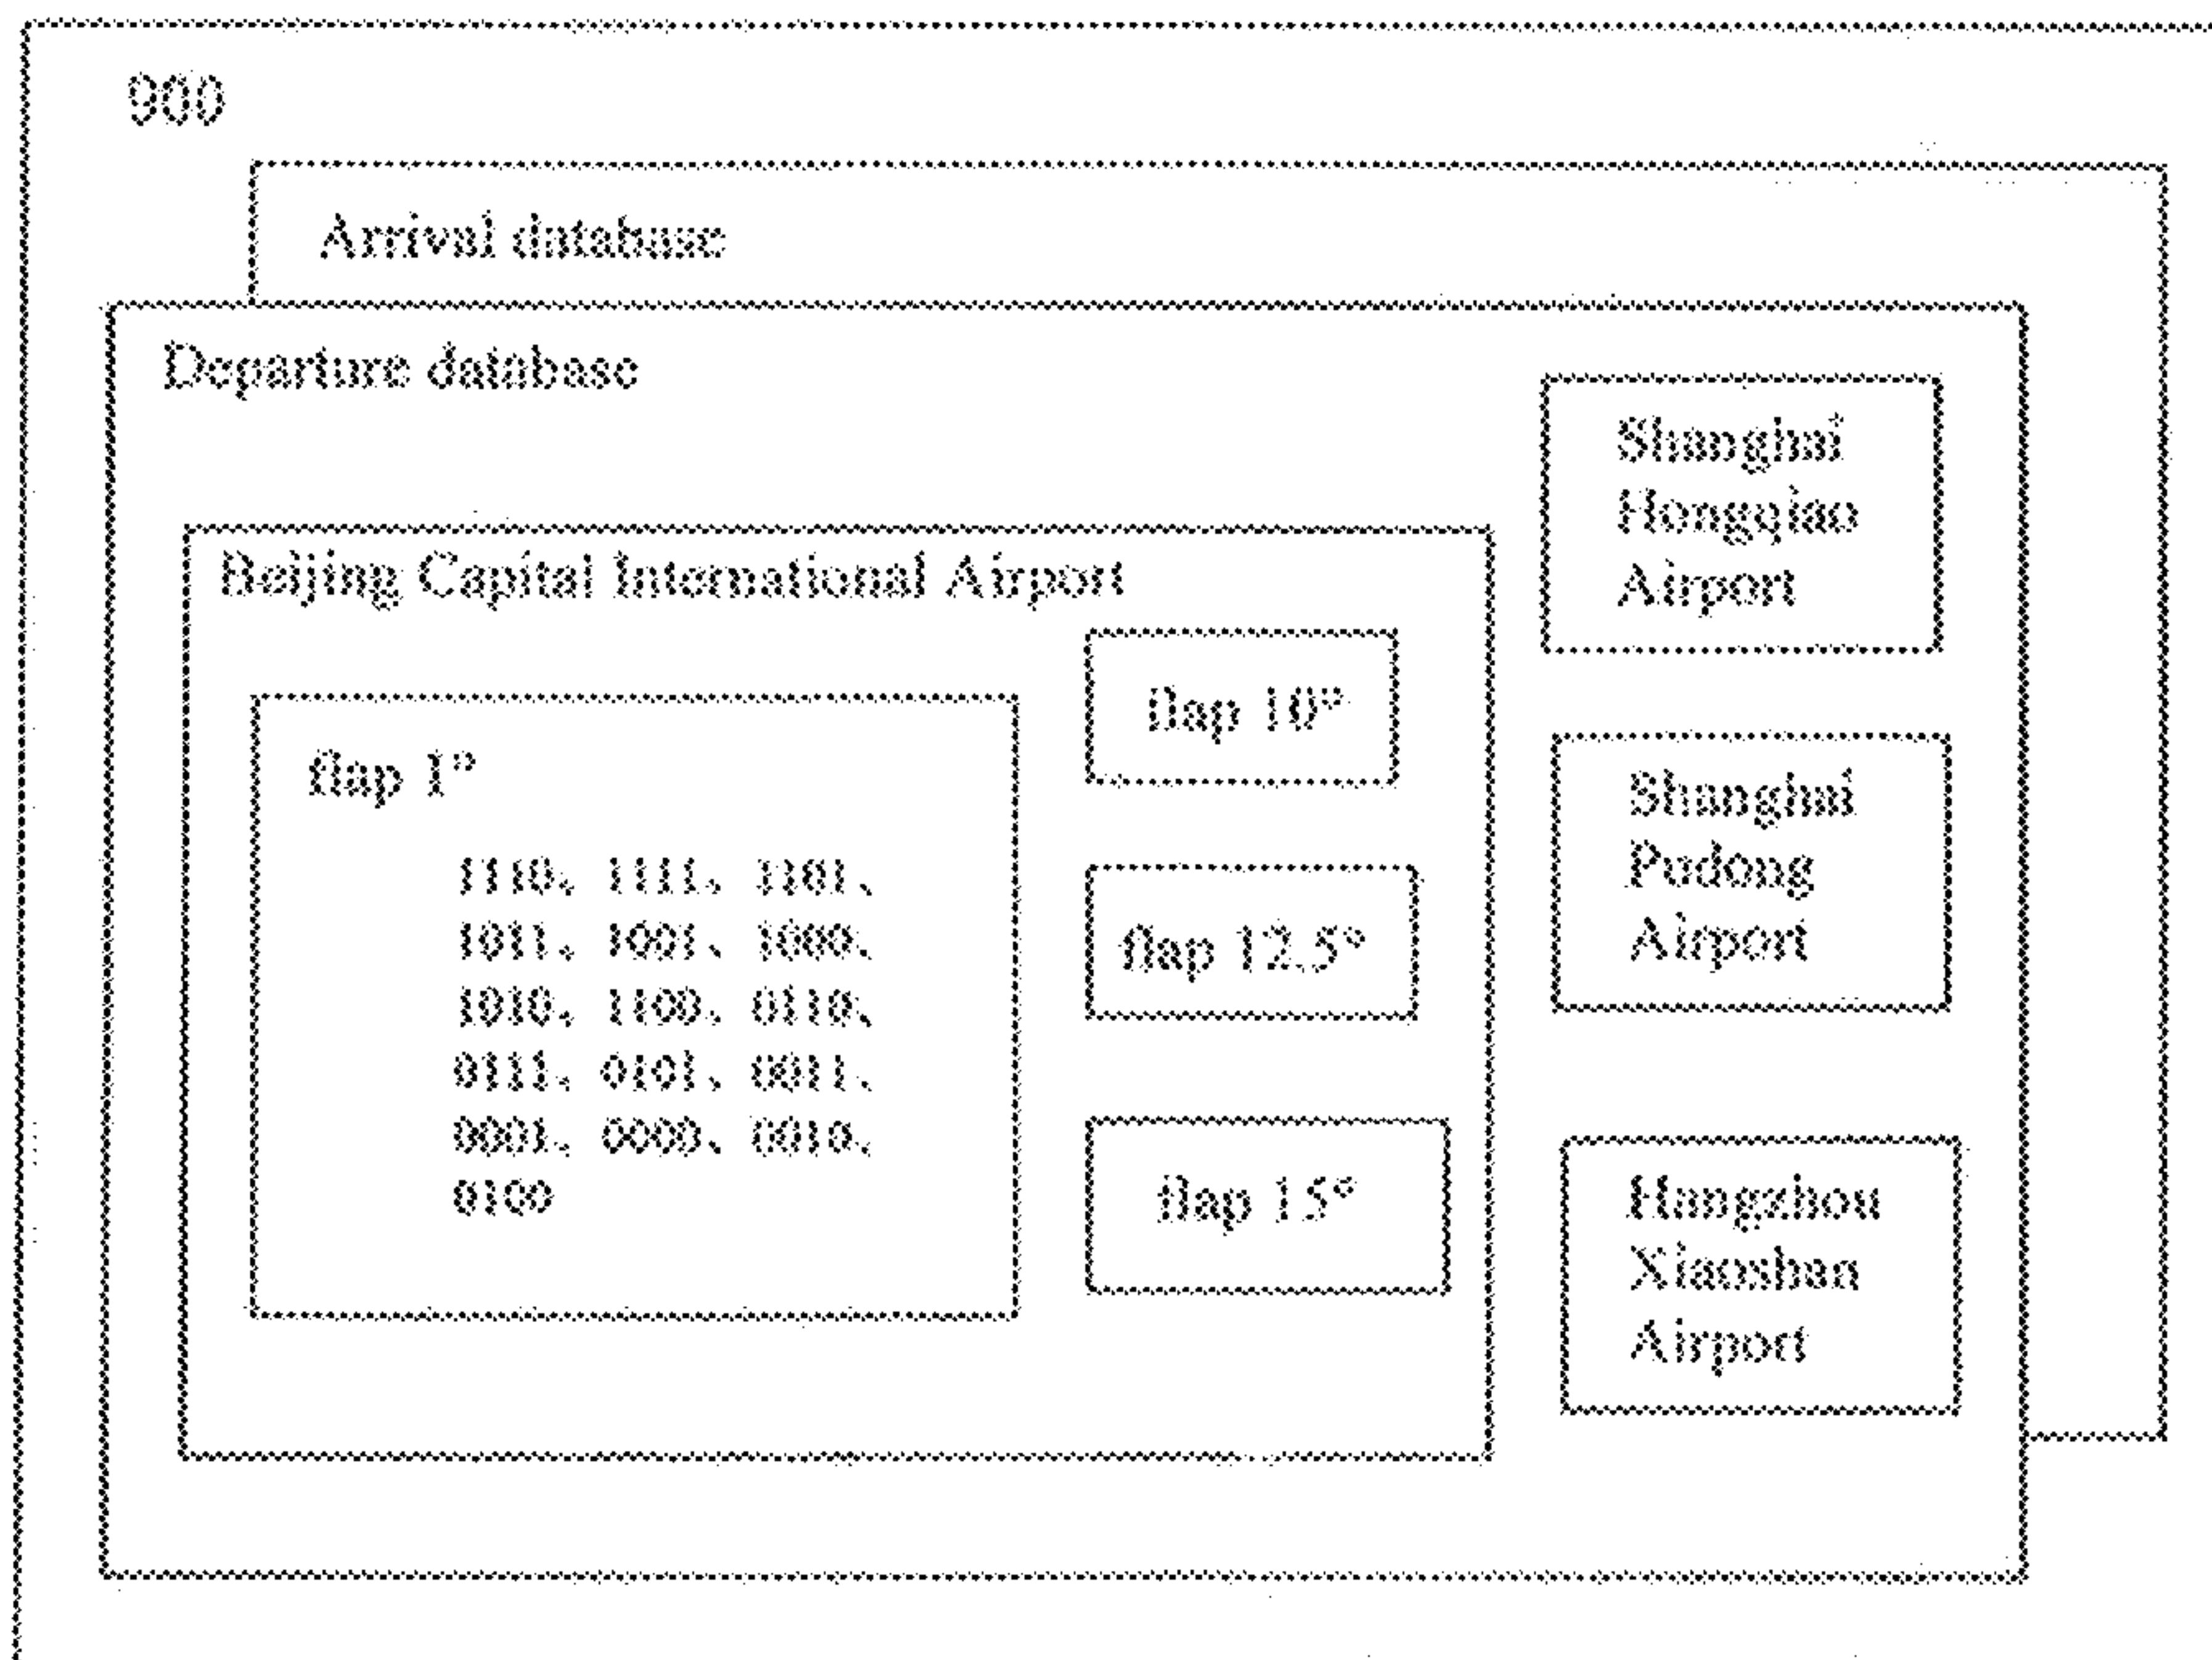 900
Arrival database
Departure database
Beijing Capital International Airport
flap 1°
1110、1111、1101、
1011、1001、1000、
1010、1100、0110、
0111、0101、0011、
0001、0000、0010、
0100
flap 10°
flap 12.5°
flap 15°
Shanghai
Hongqiao
Airport
Shanghai
Pudong
Airport
Hangzhou
Xiaoshan
Airport